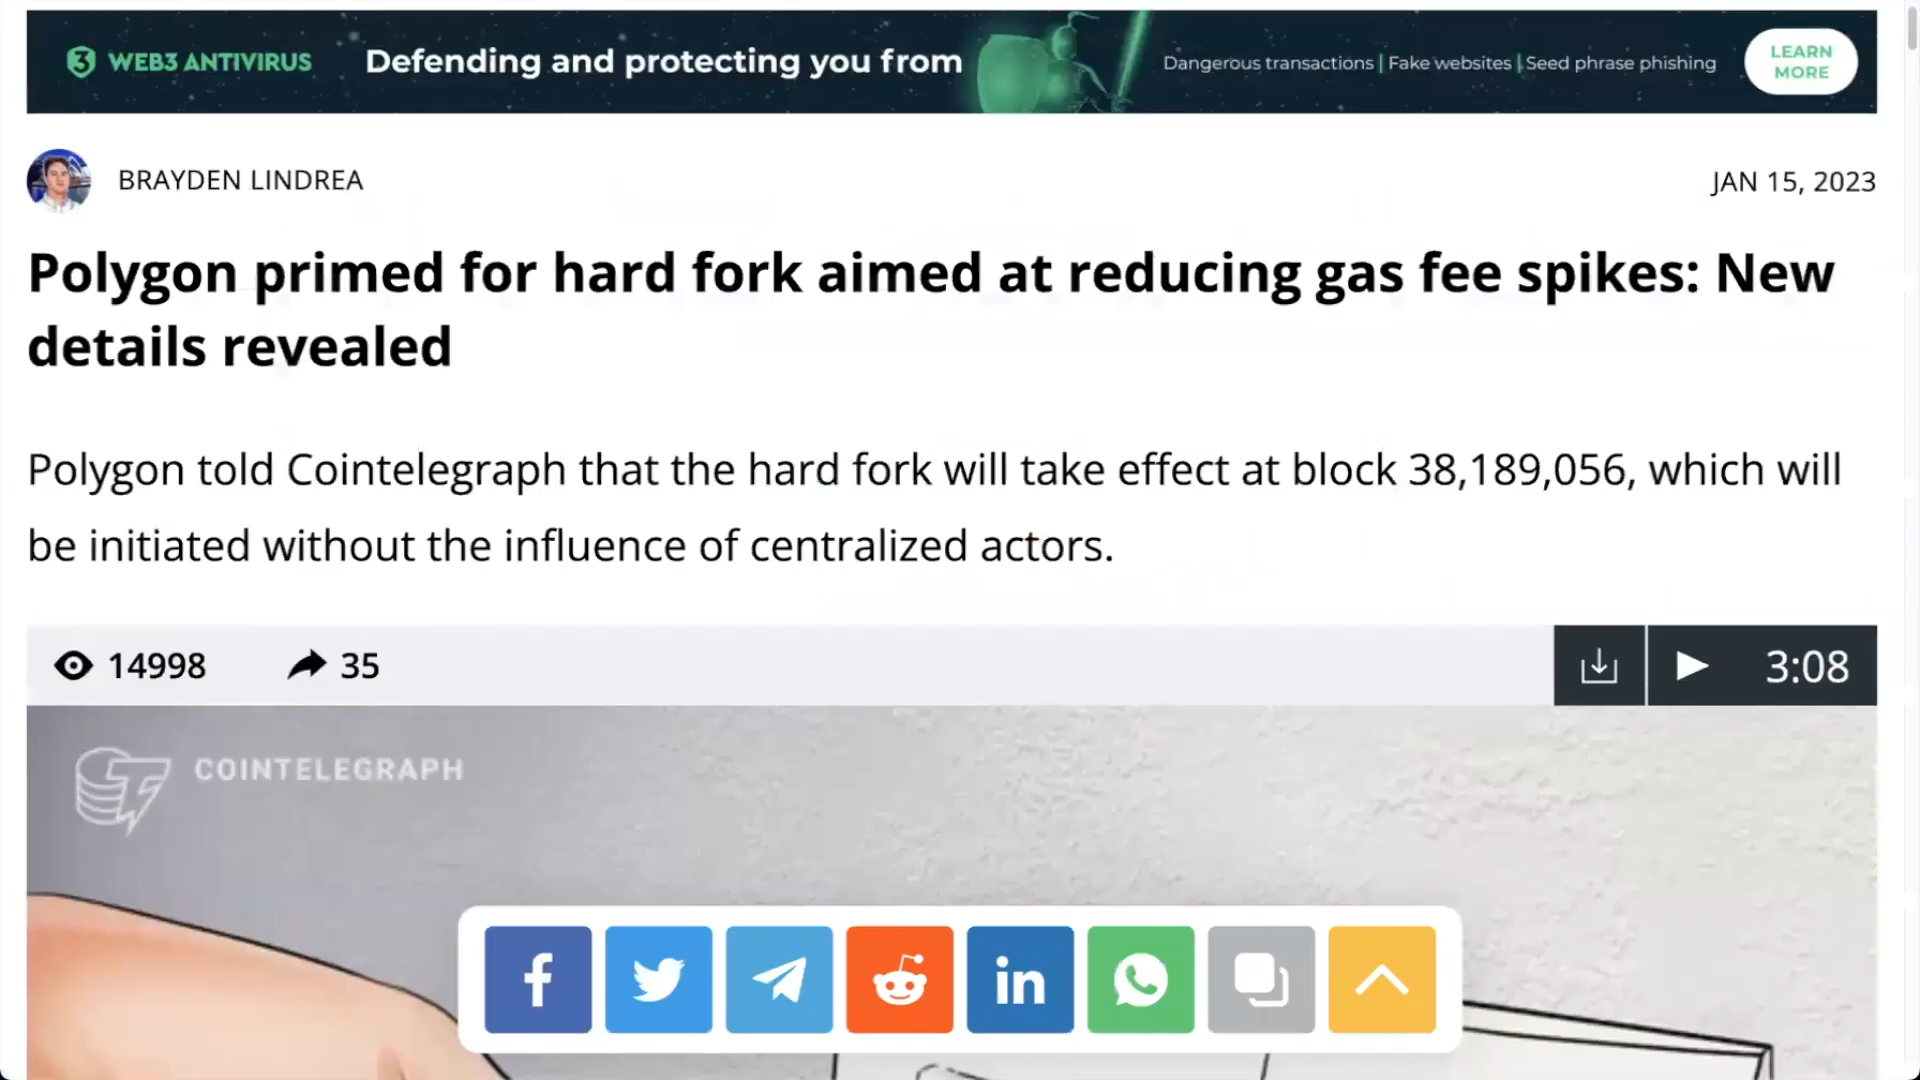 WEB3 ANTIVIRUS Defending and protecting you from Dangerous transactions | Fake websites | Seed phrase phishing LEARN
MORE
BRAYDEN LINDREA JAN 15, 2023
Polygon primed for hard fork aimed at reducing gas fee spikes: New
details revealed
Polygon told Cointelegraph that the hard fork will take effect at block 38,189,056, which will
be initiated without the influence of centralized actors.
14998 35 3:08
COINTELEGRAPH